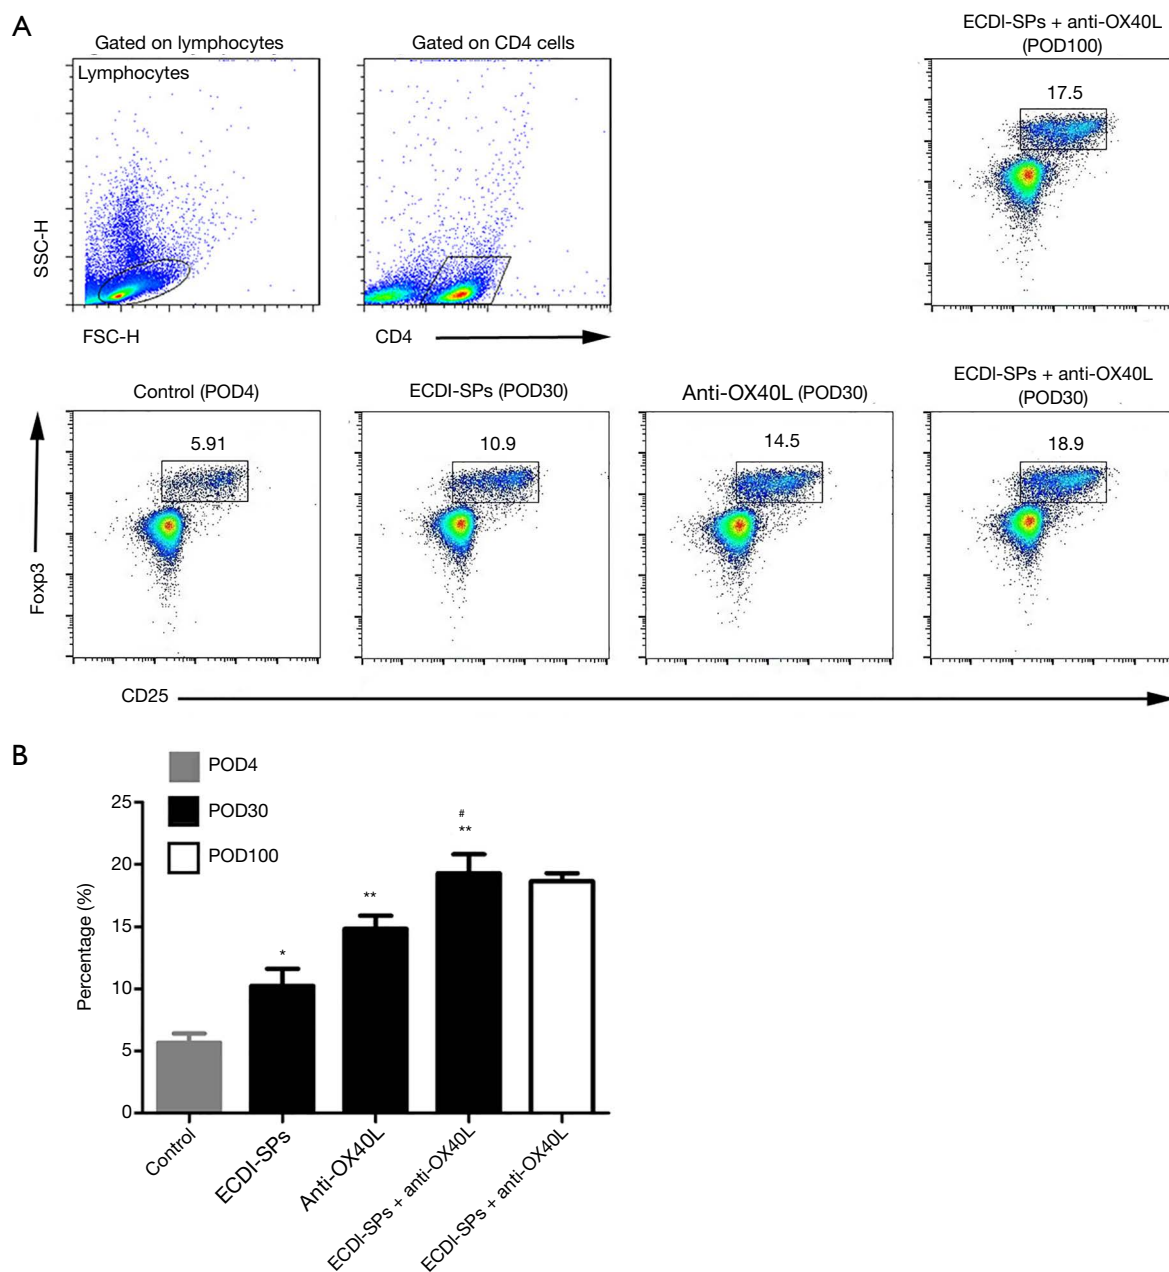 A
Gated on lymphocytes
Gated on CD4 cells
ECDI-SPs + anti-OX40L
(POD100)
Lymphocytes
17.5
SSC-H
FSC-H
CD4
Control (POD4)
ECDI-SPs (POD30)
Anti-OX40L (POD30)
ECDI-SPs + anti-OX40L
(POD30)
5.91
10.9
14.5
18.9
Foxp3
CD25
B
POD4
POD30
POD100
Percentage (%)
25
20
15
10
5
0
*
**
#
**
Control
ECDI-SPs
Anti-OX40L
ECDI-SPs + anti-OX40L
ECDI-SPs + anti-OX40L